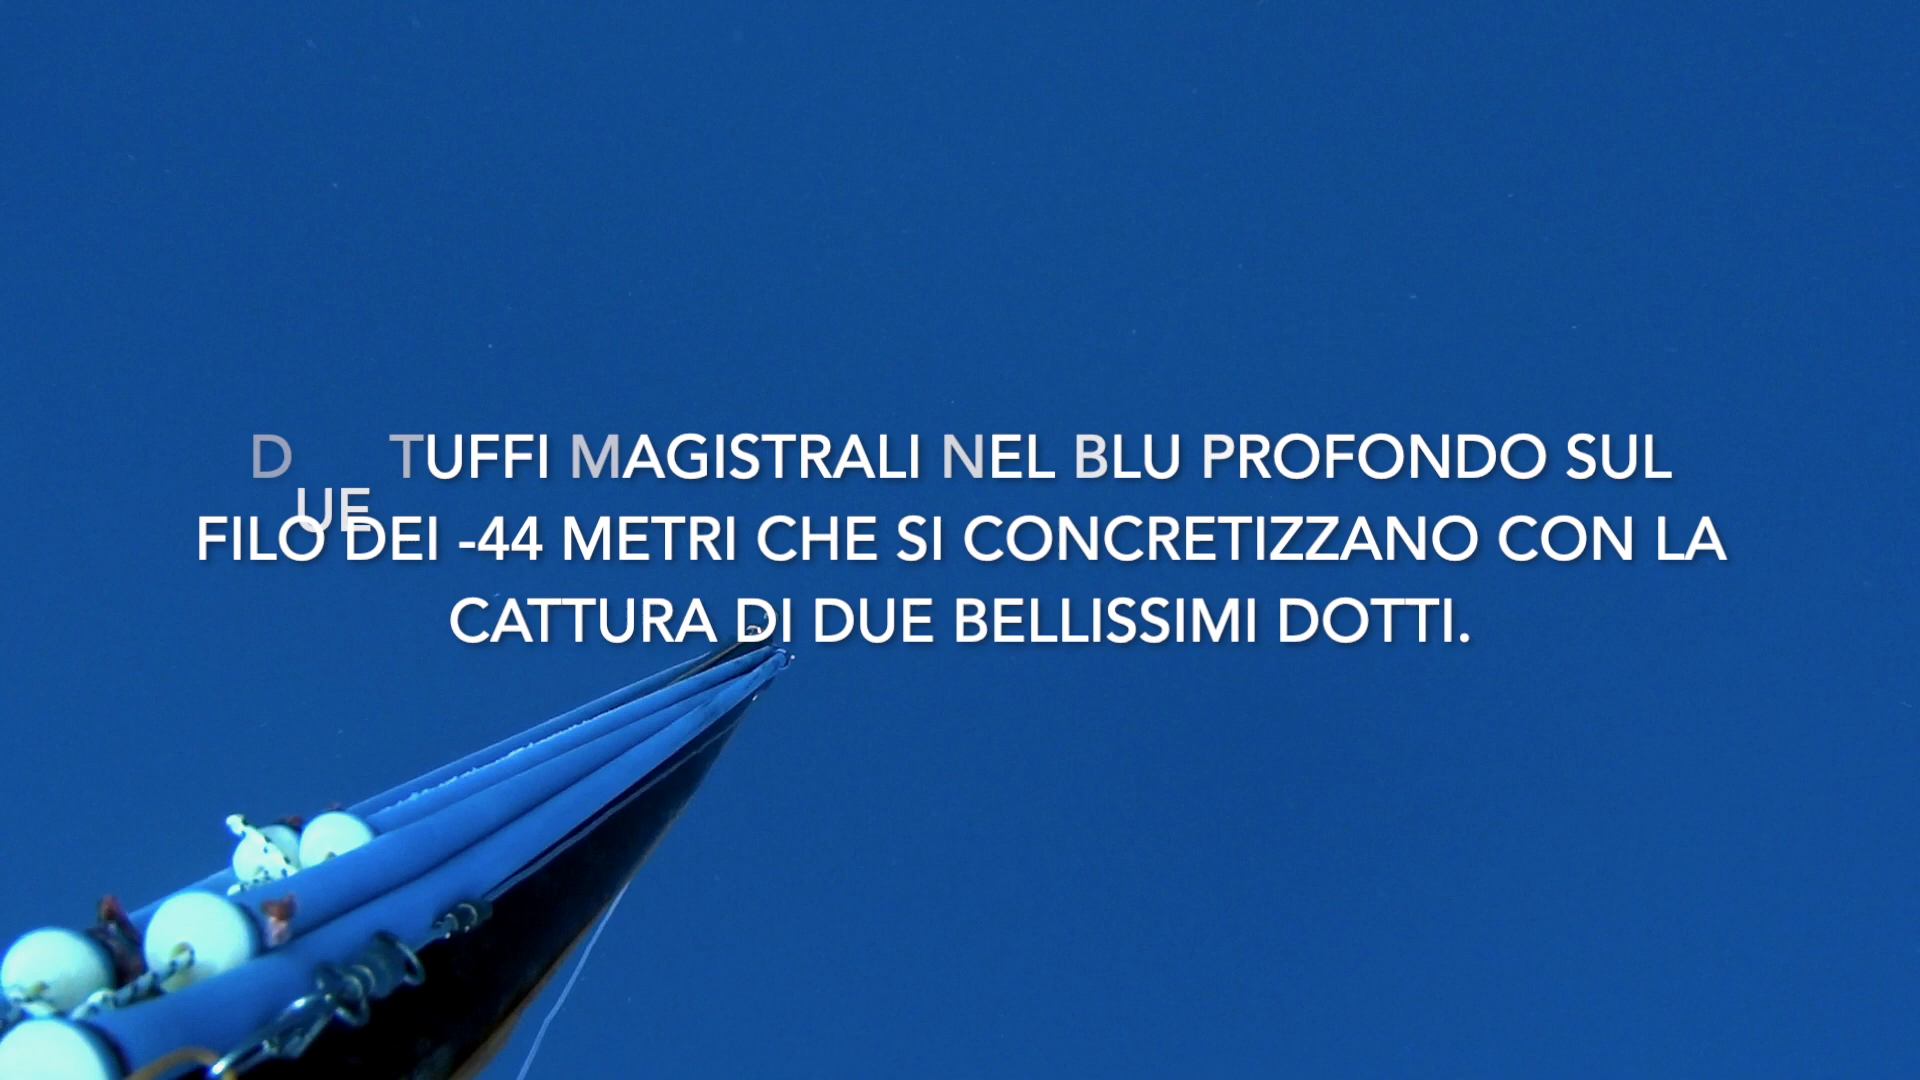 DUE TUFFI MAGISTRALI NEL BLU PROFONDO SUL
FILO DEI -44 METRI CHE SI CONCRETIZZANO CON LA
CATTURA DI DUE BELLISSIMI DOTTI.